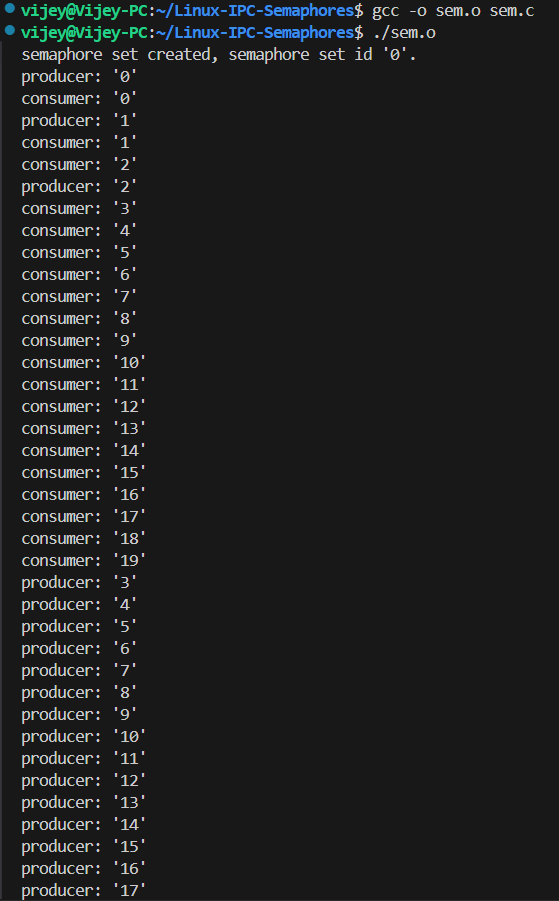 vijey@Vijey-PC:~/Linux-IPC-Semaphores$ gcc -o sem.o sem.c
vijey@Vijey-PC:~/Linux-IPC-Semaphores$ ./sem.o
semaphore set created, semaphore set id '0'.
producer: '0'
consumer: '0'
producer: '1'
consumer: '1'
consumer: '2'
producer: '2'
consumer: '3'
consumer: '4'
consumer: '5'
consumer: '6'
consumer: '7'
consumer: '8'
consumer: '9'
consumer: '10'
consumer: '11'
consumer: '12'
consumer: '13'
consumer: '14'
consumer: '15'
consumer: '16'
consumer: '17'
consumer: '18'
consumer: '19'
producer: '3'
producer: '4'
producer: '5'
producer: '6'
producer: '7'
producer: '8'
producer: '9'
producer: '10'
producer: '11'
producer: '12'
producer: '13'
producer: '14'
producer: '15'
producer: '16'
producer: '17'